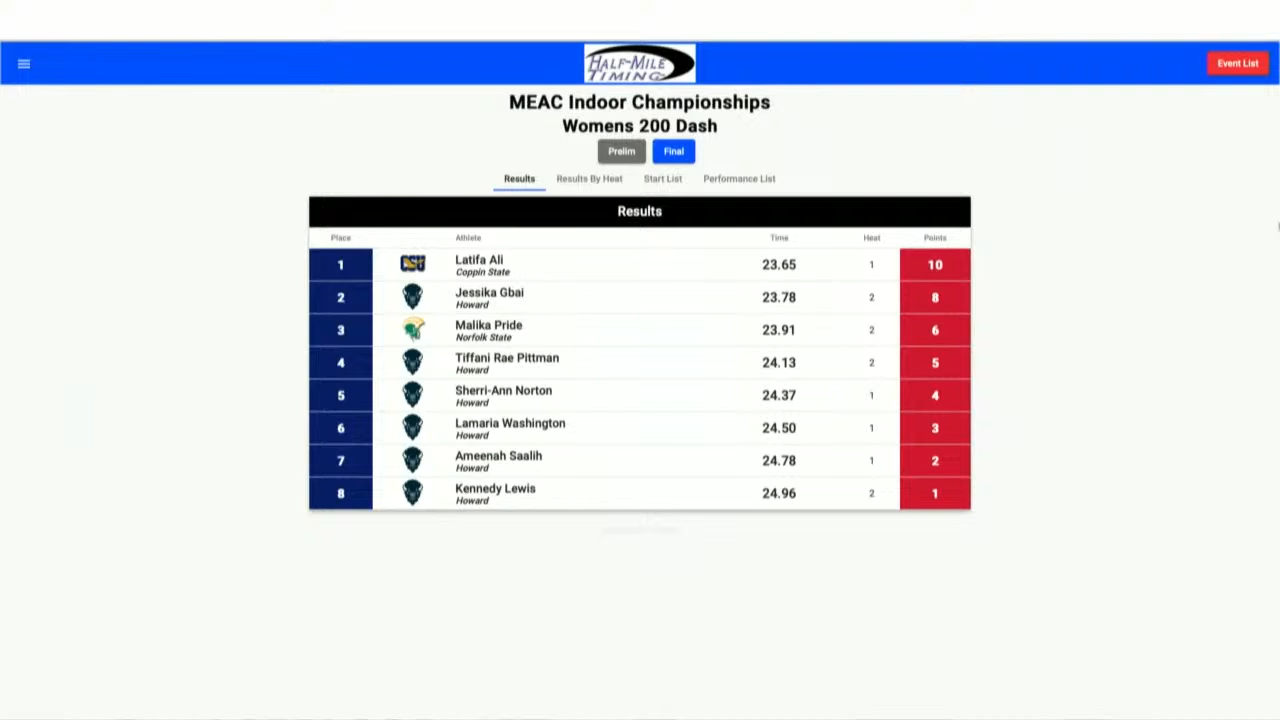 HALF-MILE
TIMING
Event List
MEAC Indoor Championships
Womens 200 Dash
Prelim Final
Results Results By Heat Start List Performance List
Results
Place Athlete Time Heat Points
1 CSU Latifa Ali 23.65 1 10
Coppin State
2 Jessika Gbai 23.78 2 8
Howard
3 Malika Pride 23.91 2 6
Norfolk State
4 Tiffani Rae Pittman 24.13 2 5
Howard
5 Sherri-Ann Norton 24.37 1 4
Howard
6 Lamaria Washington 24.50 1 3
Howard
7 Ameenah Saalih 24.78 1 2
Howard
8 Kennedy Lewis 24.96 2 1
Howard